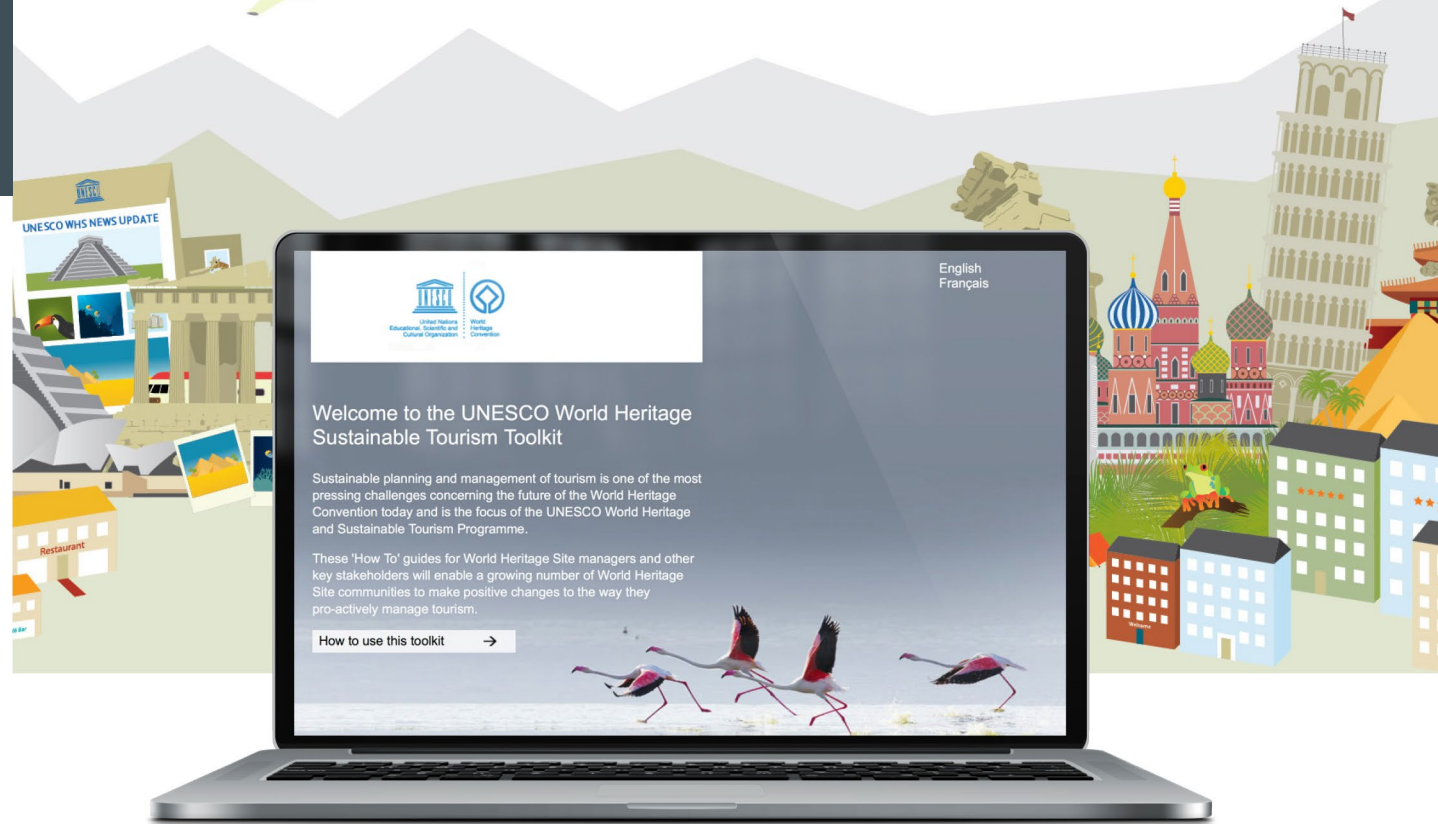 UNESCO
UNESCO WHS NEWS UPDATE
Restaurant
UNESCO
United Nations
Educational, Scientific and
Cultural Organization
World
Heritage
Convention
English
Français
Welcome to the UNESCO World Heritage
Sustainable Tourism Toolkit
Sustainable planning and management of tourism is one of the most
pressing challenges concerning the future of the World Heritage
Convention today and is the focus of the UNESCO World Heritage
and Sustainable Tourism Programme.
These 'How To' guides for World Heritage Site managers and other
key stakeholders will enable a growing number of World Heritage
Site communities to make positive changes to the way they
pro-actively manage tourism.
How to use this toolkit →
Welcome